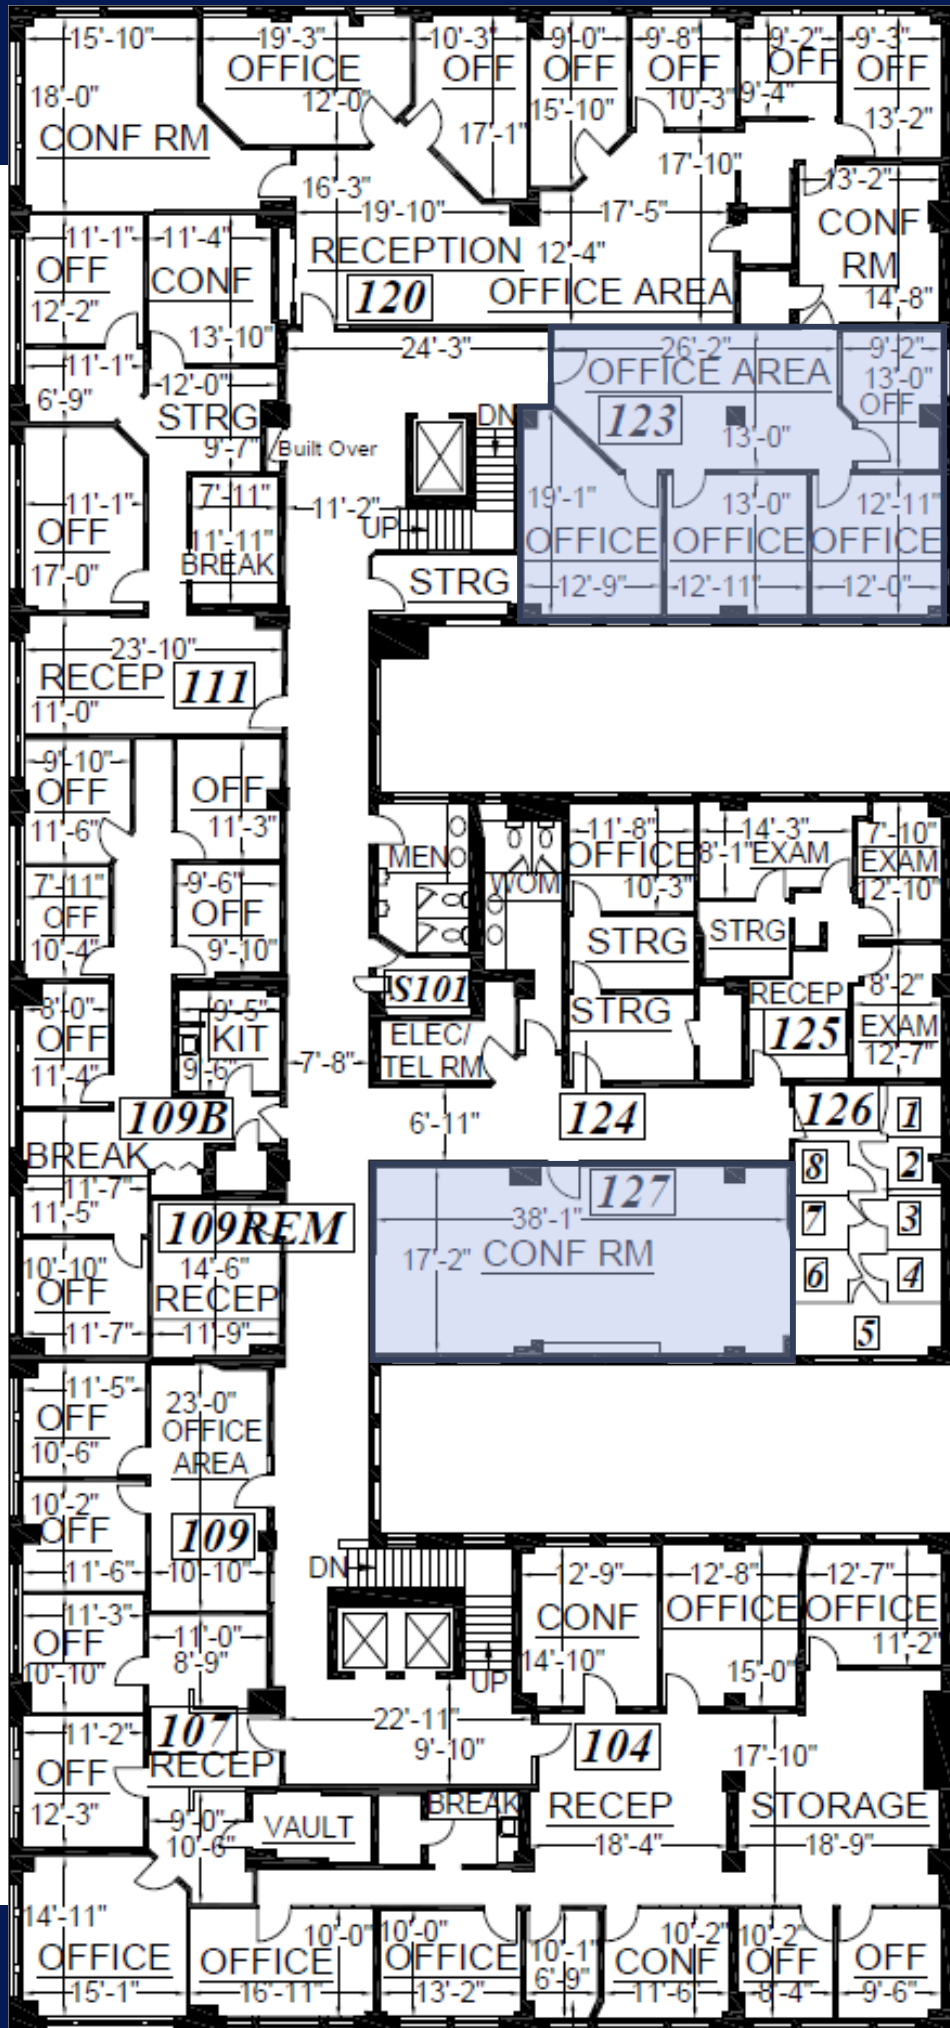 15'-10"
19'-3"
10'-3"
9'-0"
9'-8"
9'-2"
9'-3"
OFFICE
OFF
OFF
OFF
OFF
OFF
18'-0"
12'-0"
15'-10"
10'-3"
9'-4"
13'-2"
CONF RM
17'-1"
16'-3"
17'-10"
13'-2"
19'-10"
17'-5"
CONF
RM
14'-8"
RECEPTION
12'-4"
120
OFFICE AREA
11'-1"
OFF
12'-2"
11'-4"
CONF
13'-10"
11'-1"
6'-9"
12'-0"
STRG
9'-7"
24'-3"
26'-2"
9'-2"
OFFICE AREA
13'-0"
OFF
123
13'-0"
DN
Built Over
11'-2"
UP
11'-1"
OFF
17'-0"
7'-11"
11'-11"
BREAK
STRG
19'-1"
OFFICE
12'-9"
13'-0"
OFFICE
12'-11"
12'-11"
OFFICE
12'-0"
23'-10"
RECEP
111
11'-0"
9'-10"
OFF
11'-6"
OFF
11'-3"
7'-11"
OFF
10'-4"
9'-6"
OFF
9'-10"
8'-0"
OFF
11'-4"
9'-5"
KIT
9'-6"
7'-8"
MEN
WOM
S101
ELEC/
TEL RM
11'-8"
OFFICE
10'-3"
STRG
STRG
14'-3"
8'-1"
EXAM
7'-10"
EXAM
12'-10"
STRG
RECEP
125
8'-2"
EXAM
12'-7"
109B
BREAK
11'-7"
11'-5"
6'-11"
124
126
1
8
2
7
3
6
4
5
127
38'-1"
17'-2"
CONF RM
109REM
10'-10"
OFF
11'-7"
14'-6"
RECEP
11'-9"
11'-5"
OFF
10'-6"
23'-0"
OFFICE
AREA
10'-2"
OFF
11'-6"
109
10'-10"
DN
UP
12'-9"
CONF
14'-10"
12'-8"
OFFICE
15'-0"
12'-7"
OFFICE
11'-2"
11'-3"
OFF
10'-10"
11'-0"
8'-9"
11'-2"
OFF
12'-3"
107
RECEP
22'-11"
9'-10"
104
17'-10"
9'-0"
10'-6"
VAULT
BREAK
RECEP
18'-4"
STORAGE
18'-9"
14'-11"
OFFICE
15'-1"
10'-0"
OFFICE
16'-11"
10'-0"
OFFICE
13'-2"
10'-1"
6'-9"
10'-2"
CONF
11'-6"
10'-2"
OFF
8'-4"
OFF
9'-6"